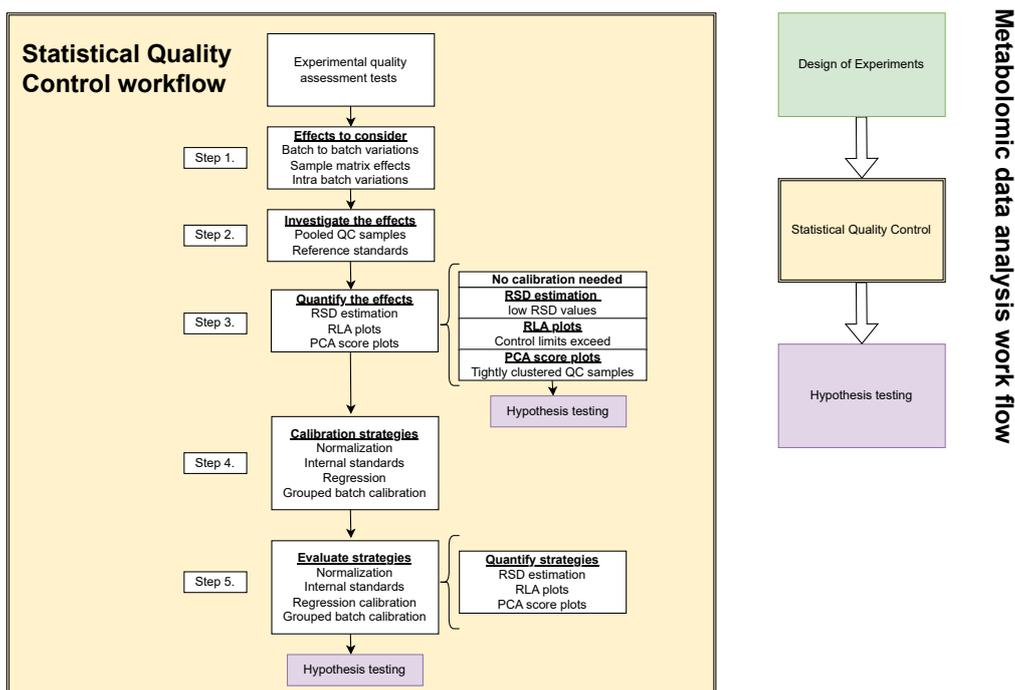 Statistical Quality
Control workflow
Experimental quality
assessment tests
Step 1.
Effects to consider
Batch to batch variations
Sample matrix effects
Intra batch variations
Step 2.
Investigate the effects
Pooled QC samples
Reference standards
Step 3.
Quantify the effects
RSD estimation
RLA plots
PCA score plots
No calibration needed
RSD estimation
low RSD values
RLA plots
Control limits exceed
PCA score plots
Tightly clustered QC samples
Hypothesis testing
Step 4.
Calibration strategies
Normalization
Internal standards
Regression
Grouped batch calibration
Step 5.
Evaluate strategies
Normalization
Internal standards
Regression calibration
Grouped batch calibration
Quantify strategies
RSD estimation
RLA plots
PCA score plots
Hypothesis testing
Design of Experiments
Statistical Quality Control
Hypothesis testing
Metabolomic data analysis work flow